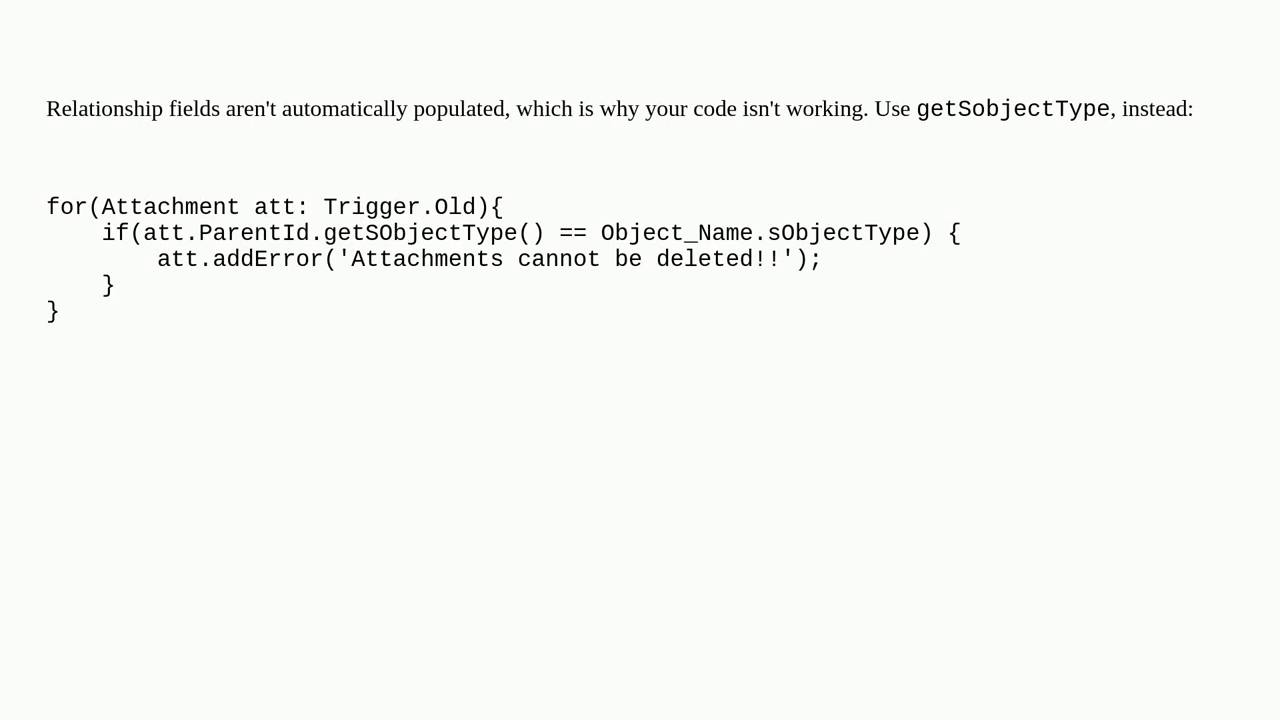 Relationship fields aren't automatically populated, which is why your code isn't working. Use getSobjectType, instead:
for(Attachment att: Trigger.Old){
    if(att.ParentId.getSObjectType() == Object_Name.sObjectType) {
        att.addError('Attachments cannot be deleted!!');
    }
}